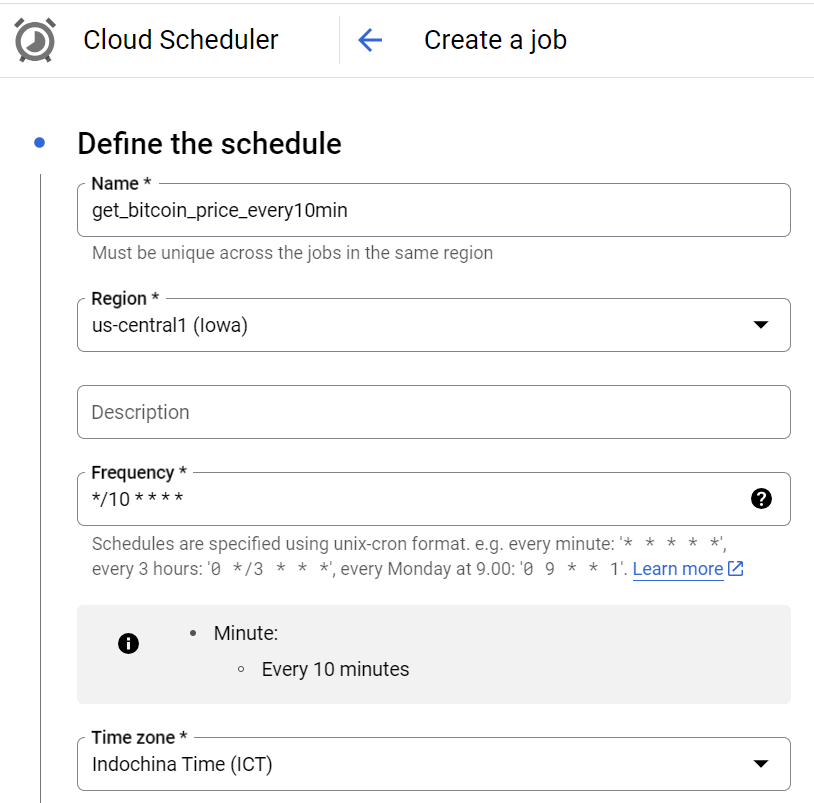 Cloud Scheduler
Create a job
Define the schedule
Name *
get_bitcoin_price_every10min
Must be unique across the jobs in the same region
Region *
us-central1 (Iowa)
Description
Frequency *
*/10 * * * *
Schedules are specified using unix-cron format. e.g. every minute: '* * * * *',
every 3 hours: '0 */3 * * *', every Monday at 9.00: '0 9 * * 1'. Learn more
Minute:
Every 10 minutes
Time zone *
Indochina Time (ICT)